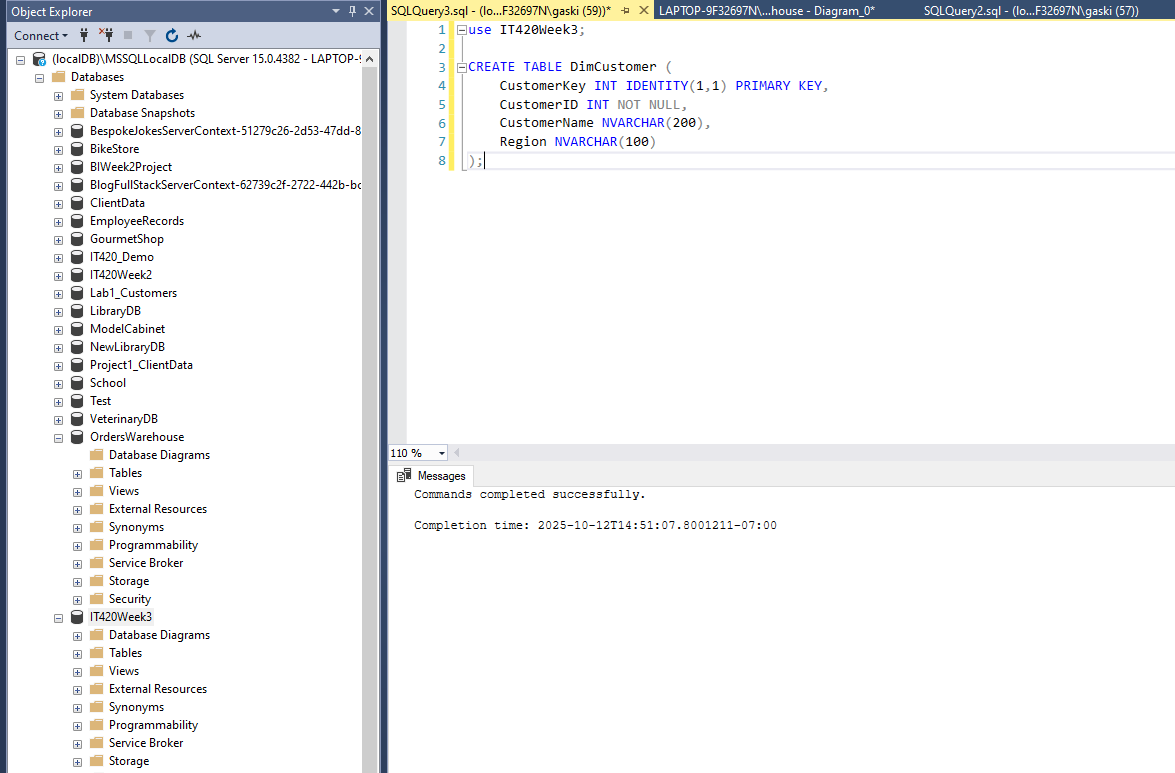 Object Explorer
Connect
(localDB)\MSSQLLocalDB (SQL Server 15.0.4382 - LAPTOP-9
Databases
System Databases
Database Snapshots
BespokeJokesServerContext-51279c26-2d53-47dd-8
BikeStore
BIWeek2Project
BlogFullStackServerContext-62739c2f-2722-442b-bc
ClientData
EmployeeRecords
GourmetShop
IT420_Demo
IT420Week2
Lab1_Customers
LibraryDB
ModelCabinet
NewLibraryDB
Project1_ClientData
School
Test
VeterinaryDB
OrdersWarehouse
Database Diagrams
Tables
Views
External Resources
Synonyms
Programmability
Service Broker
Storage
Security
IT420Week3
Database Diagrams
Tables
Views
External Resources
Synonyms
Programmability
Service Broker
Storage
SQLQuery3.sql - (lo...F32697N\gaski (59))*
LAPTOP-9F32697N\...house - Diagram_0*
SQLQuery2.sql - (lo...F32697N\gaski (57))
1 use IT420Week3;
2
3 CREATE TABLE DimCustomer (
4 CustomerKey INT IDENTITY(1,1) PRIMARY KEY,
5 CustomerID INT NOT NULL,
6 CustomerName NVARCHAR(200),
7 Region NVARCHAR(100)
8 );
110 %
Messages
Commands completed successfully.
Completion time: 2025-10-12T14:51:07.8001211-07:00